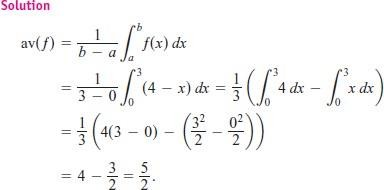 Solution
av(f) = 1/(b − a) ∫_a^b f(x) dx
= 1/(3 − 0) ∫_0^3 (4 − x) dx = 1/3 (∫_0^3 4 dx − ∫_0^3 x dx)
= 1/3 (4(3 − 0) − (3²/2 − 0²/2))
= 4 − 3/2 = 5/2.